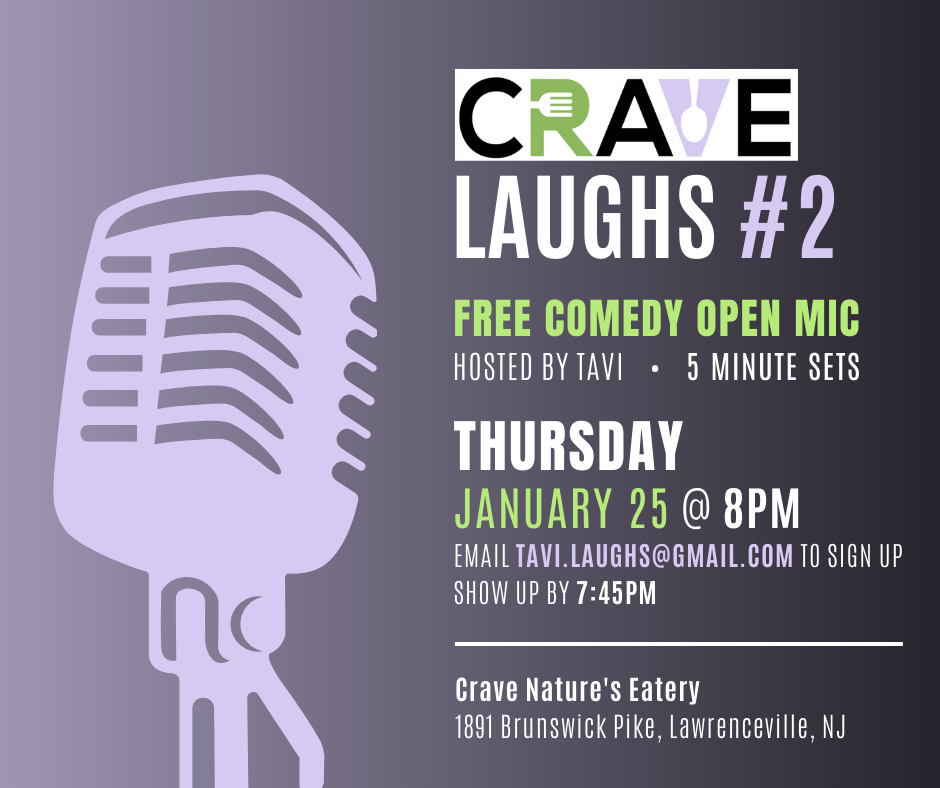 CRAVE
LAUGHS #2
FREE COMEDY OPEN MIC
HOSTED BY TAVI • 5 MINUTE SETS
THURSDAY
JANUARY 25 @ 8PM
EMAIL TAVI.LAUGHS@GMAIL.COM TO SIGN UP
SHOW UP BY 7:45PM
Crave Nature's Eatery
1891 Brunswick Pike, Lawrenceville, NJ